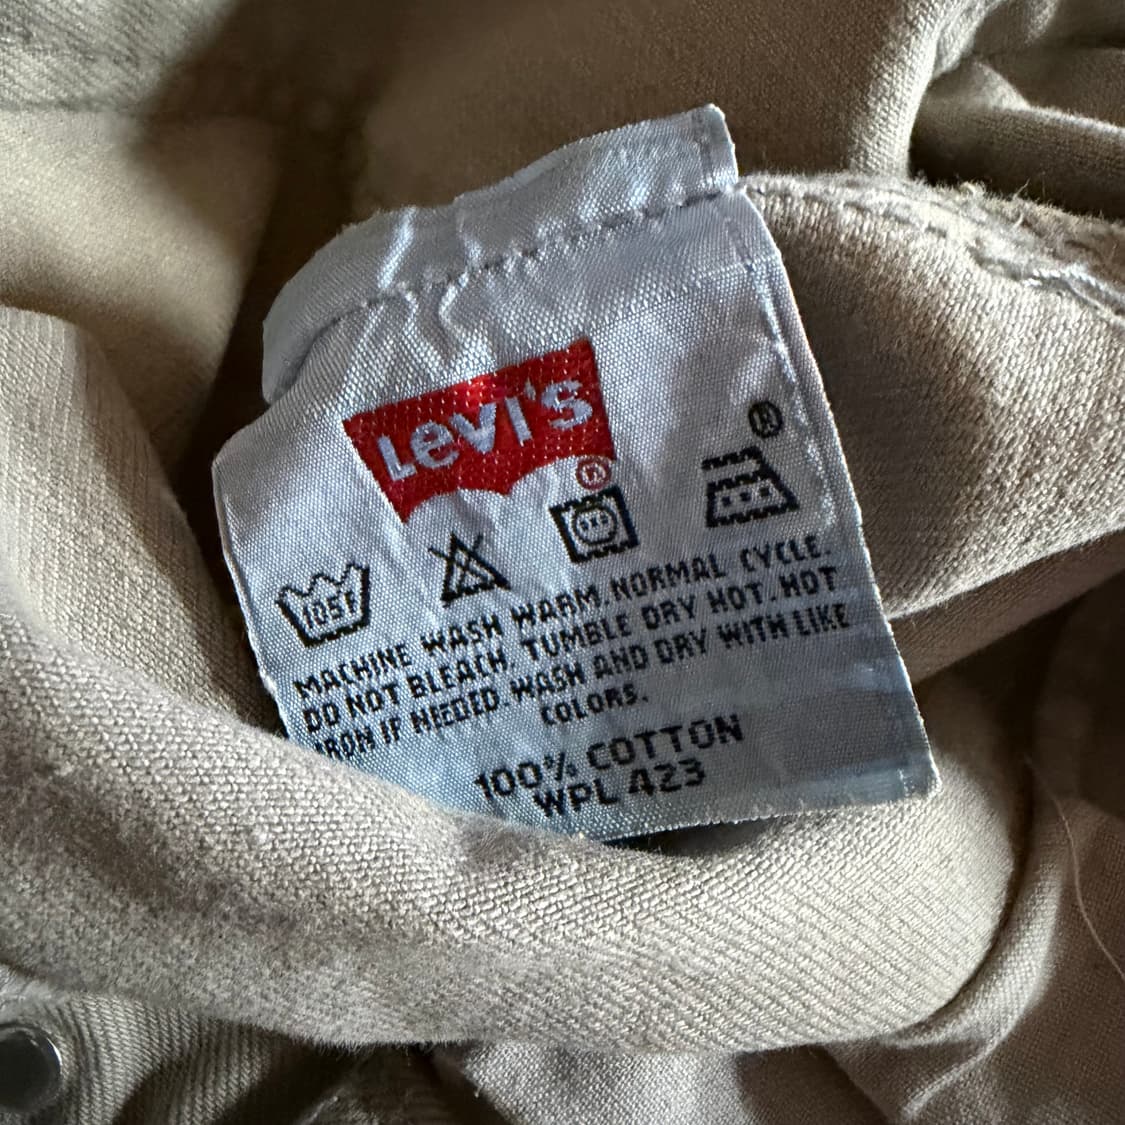 Levi's
®
®
105F
MACHINE WASH WARM. NORMAL CYCLE.
DO NOT BLEACH. TUMBLE DRY HOT. HOT
IRON IF NEEDED. WASH AND DRY WITH LIKE
COLORS.
100% COTTON
WPL 423